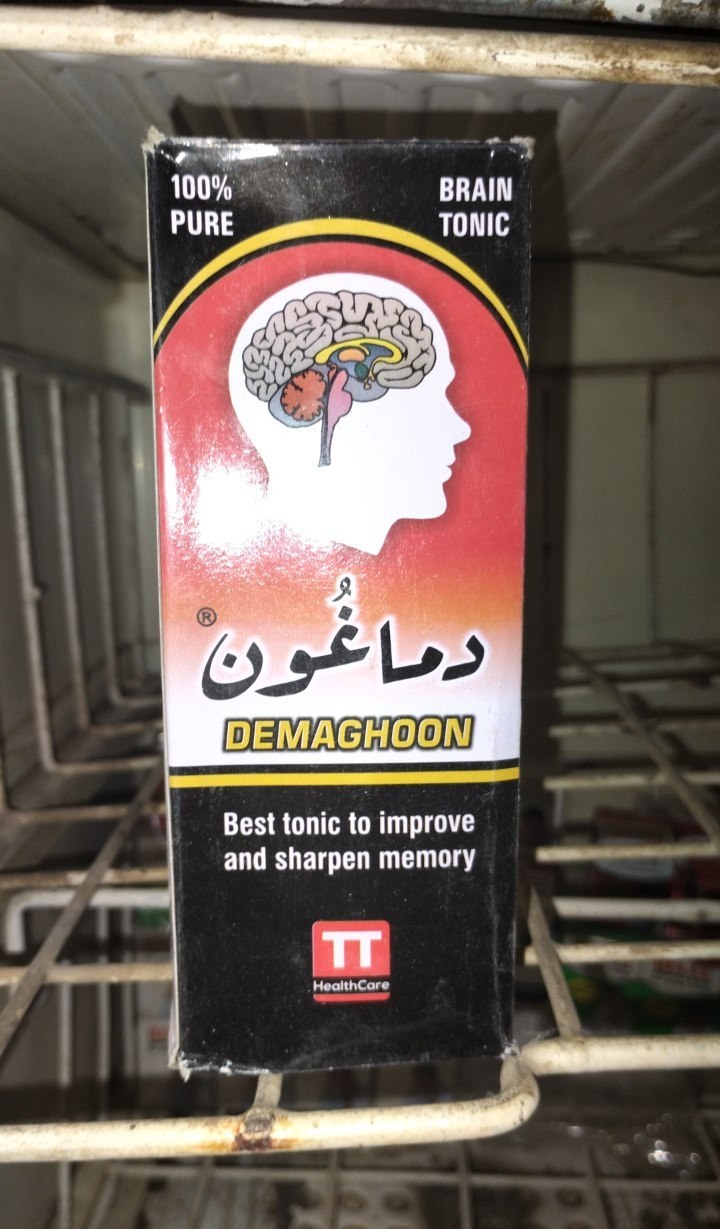 100%
PURE
BRAIN
TONIC
®
دماغُون
DEMAGHOON
Best tonic to improve
and sharpen memory
TT
HealthCare